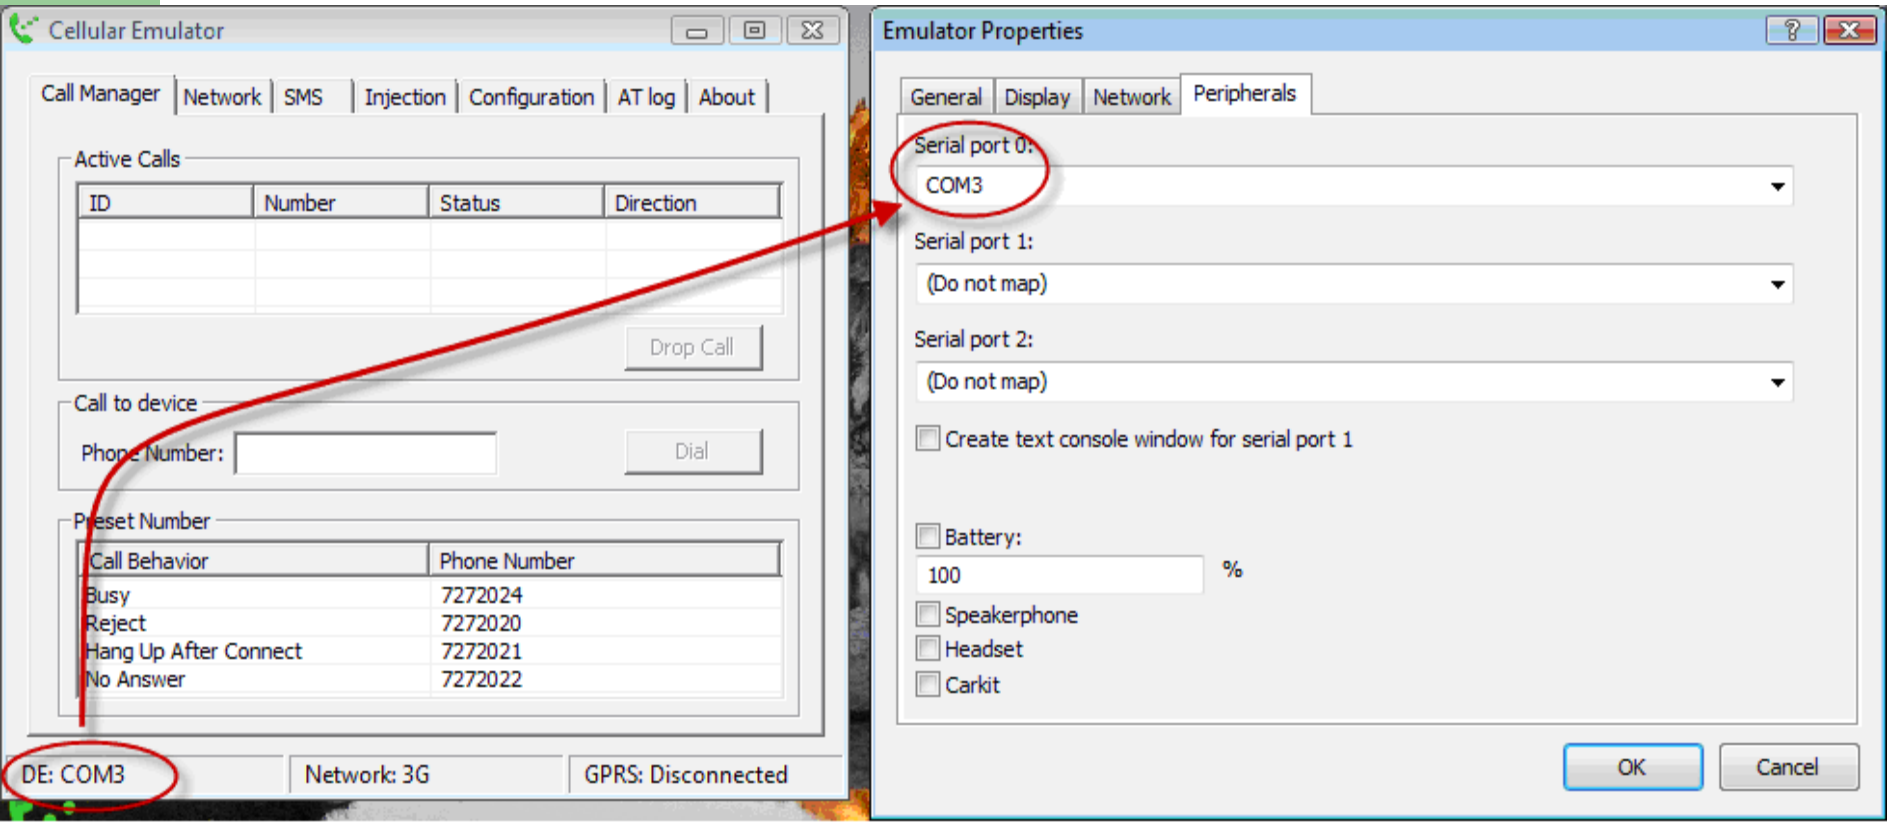 Cellular Emulator
Call Manager Network SMS Injection Configuration AT log About
Active Calls
ID Number Status Direction
Drop Call
Call to device
Phone Number:
Dial
Preset Number
Call Behavior Phone Number
Busy 7272024
Reject 7272020
Hang Up After Connect 7272021
No Answer 7272022
DE: COM3 Network: 3G GPRS: Disconnected
Emulator Properties
?
General Display Network Peripherals
Serial port 0:
COM3
Serial port 1:
(Do not map)
Serial port 2:
(Do not map)
Create text console window for serial port 1
Battery:
100 %
Speakerphone
Headset
Carkit
OK Cancel